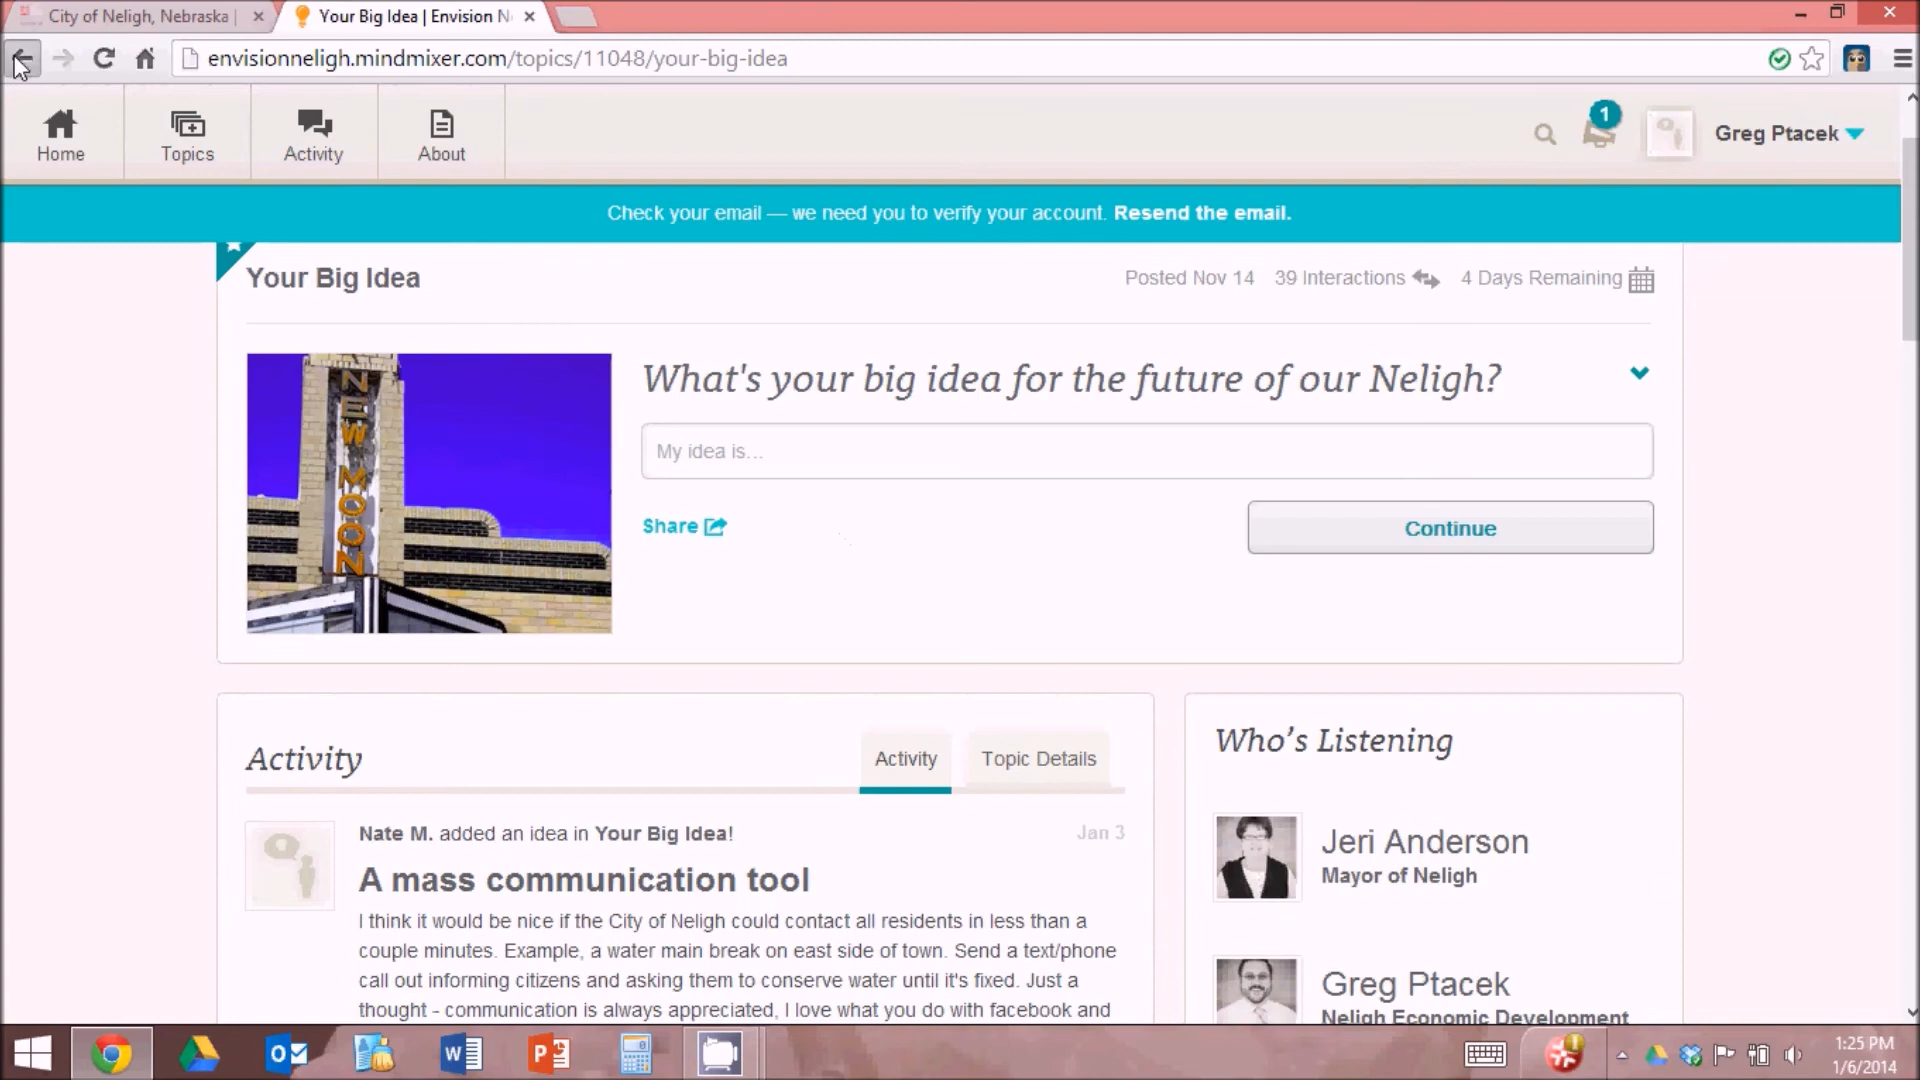 City of Neligh, Nebraska |
Your Big Idea | Envision N
envisionneligh.mindmixer.com/topics/11048/your-big-idea
Home
Topics
Activity
About
1
Greg Ptacek
Check your email — we need you to verify your account. Resend the email.
Your Big Idea
Posted Nov 14
39 Interactions
4 Days Remaining
NEW MOON
What's your big idea for the future of our Neligh?
My idea is...
Share
Continue
Activity
Activity
Topic Details
Nate M. added an idea in Your Big Idea!
Jan 3
A mass communication tool
I think it would be nice if the City of Neligh could contact all residents in less than a
couple minutes. Example, a water main break on east side of town. Send a text/phone
call out informing citizens and asking them to conserve water until it's fixed. Just a
thought - communication is always appreciated, I love what you do with facebook and
Who's Listening
Jeri Anderson
Mayor of Neligh
Greg Ptacek
Neligh Economic Development
1:25 PM
1/6/2014